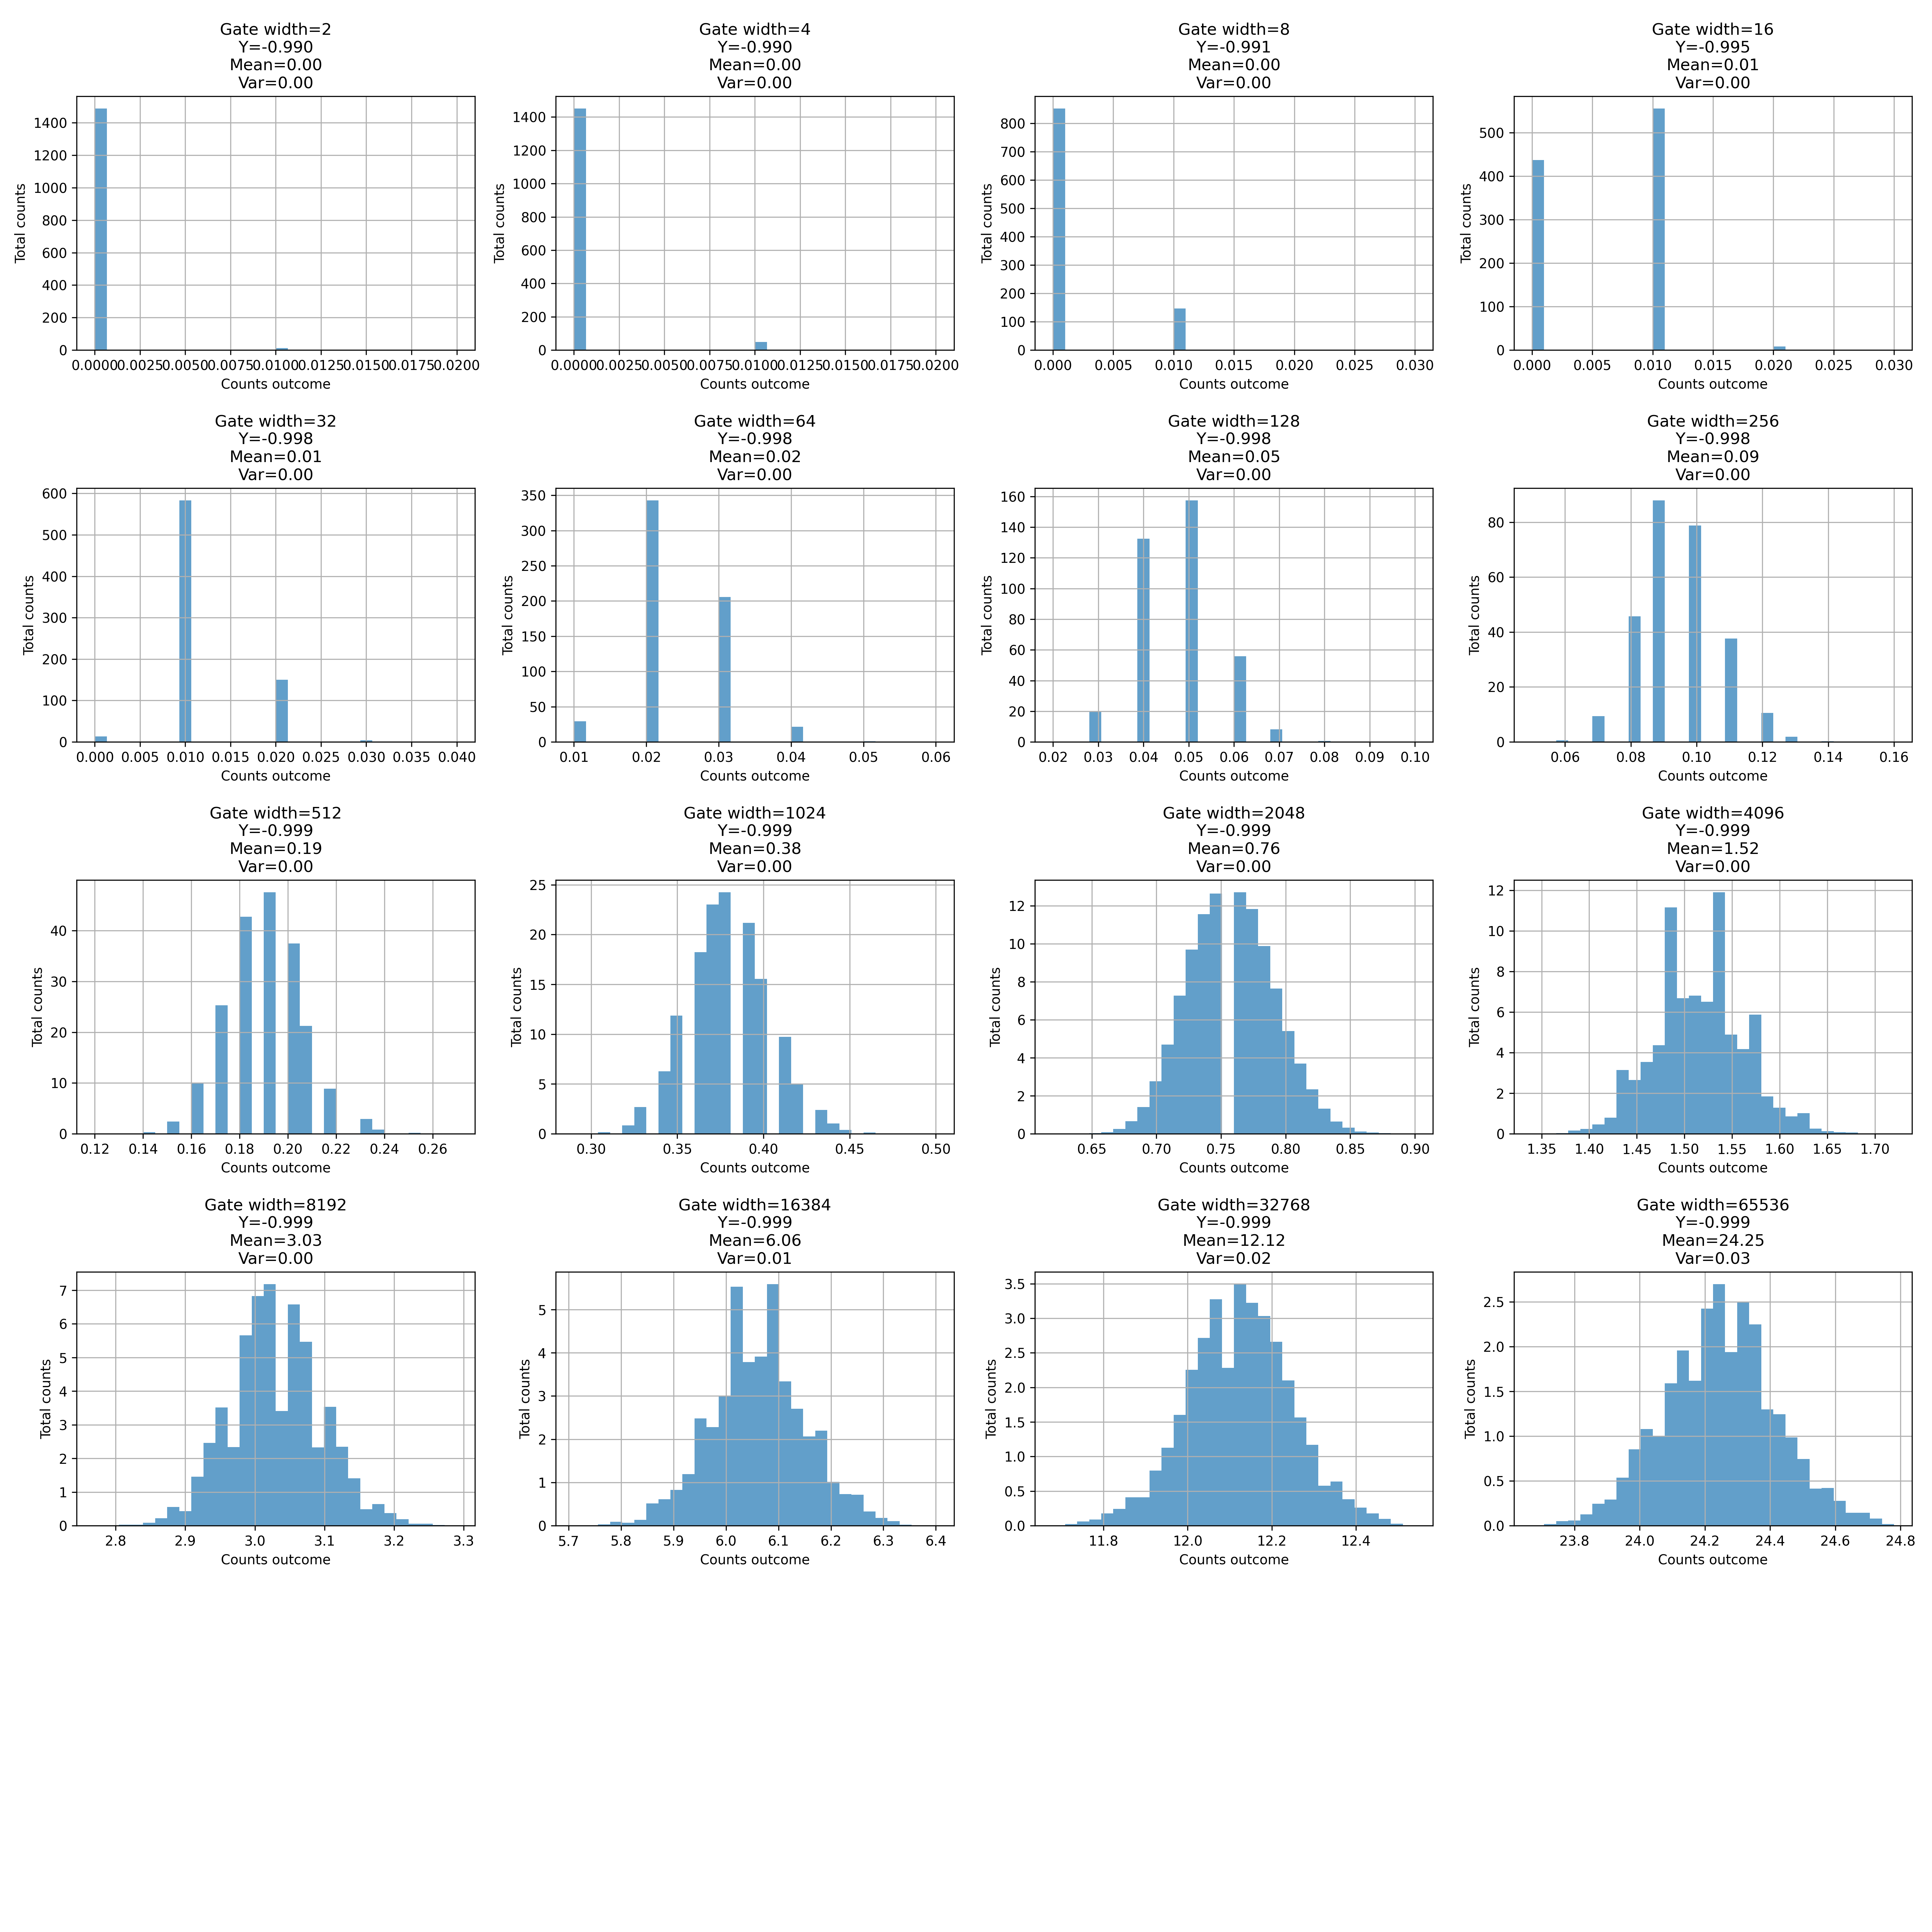 Gate width=2
Y=-0.990
Mean=0.00
Var=0.00
Total counts
1400
1200
1000
800
600
400
200
0
0.0000 0.0025 0.0050 0.0075 0.0100 0.0125 0.0150 0.0175 0.0200
Counts outcome
Gate width=4
Y=-0.990
Mean=0.00
Var=0.00
Total counts
1400
1200
1000
800
600
400
200
0
0.0000 0.0025 0.0050 0.0075 0.0100 0.0125 0.0150 0.0175 0.0200
Counts outcome
Gate width=8
Y=-0.991
Mean=0.00
Var=0.00
Total counts
800
700
600
500
400
300
200
100
0
0.000 0.005 0.010 0.015 0.020 0.025 0.030
Counts outcome
Gate width=16
Y=-0.995
Mean=0.01
Var=0.00
Total counts
500
400
300
200
100
0
0.000 0.005 0.010 0.015 0.020 0.025 0.030
Counts outcome
Gate width=32
Y=-0.998
Mean=0.01
Var=0.00
Total counts
600
500
400
300
200
100
0
0.000 0.005 0.010 0.015 0.020 0.025 0.030 0.035 0.040
Counts outcome
Gate width=64
Y=-0.998
Mean=0.02
Var=0.00
Total counts
350
300
250
200
150
100
50
0
0.01 0.02 0.03 0.04 0.05 0.06
Counts outcome
Gate width=128
Y=-0.998
Mean=0.05
Var=0.00
Total counts
160
140
120
100
80
60
40
20
0
0.02 0.03 0.04 0.05 0.06 0.07 0.08 0.09 0.10
Counts outcome
Gate width=256
Y=-0.998
Mean=0.09
Var=0.00
Total counts
80
60
40
20
0
0.06 0.08 0.10 0.12 0.14 0.16
Counts outcome
Gate width=512
Y=-0.999
Mean=0.19
Var=0.00
Total counts
40
30
20
10
0
0.12 0.14 0.16 0.18 0.20 0.22 0.24 0.26
Counts outcome
Gate width=1024
Y=-0.999
Mean=0.38
Var=0.00
Total counts
25
20
15
10
5
0
0.30 0.35 0.40 0.45 0.50
Counts outcome
Gate width=2048
Y=-0.999
Mean=0.76
Var=0.00
Total counts
12
10
8
6
4
2
0
0.65 0.70 0.75 0.80 0.85 0.90
Counts outcome
Gate width=4096
Y=-0.999
Mean=1.52
Var=0.00
Total counts
12
10
8
6
4
2
0
1.35 1.40 1.45 1.50 1.55 1.60 1.65 1.70
Counts outcome
Gate width=8192
Y=-0.999
Mean=3.03
Var=0.00
Total counts
7
6
5
4
3
2
1
0
2.8 2.9 3.0 3.1 3.2 3.3
Counts outcome
Gate width=16384
Y=-0.999
Mean=6.06
Var=0.01
Total counts
5
4
3
2
1
0
5.7 5.8 5.9 6.0 6.1 6.2 6.3 6.4
Counts outcome
Gate width=32768
Y=-0.999
Mean=12.12
Var=0.02
Total counts
3.5
3.0
2.5
2.0
1.5
1.0
0.5
0.0
11.8 12.0 12.2 12.4
Counts outcome
Gate width=65536
Y=-0.999
Mean=24.25
Var=0.03
Total counts
2.5
2.0
1.5
1.0
0.5
0.0
23.8 24.0 24.2 24.4 24.6 24.8
Counts outcome